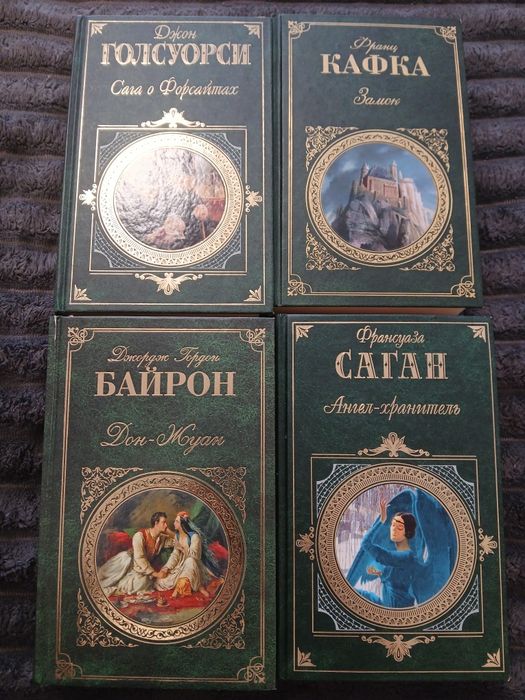 Джон
ГОЛСУОРСИ
Сага о Форсайтах
Франц
КАФКА
Замок
Джордж Гордон
БАЙРОН
Дон-Жуан
Франсуаза
САГАН
Ангел-хранитель